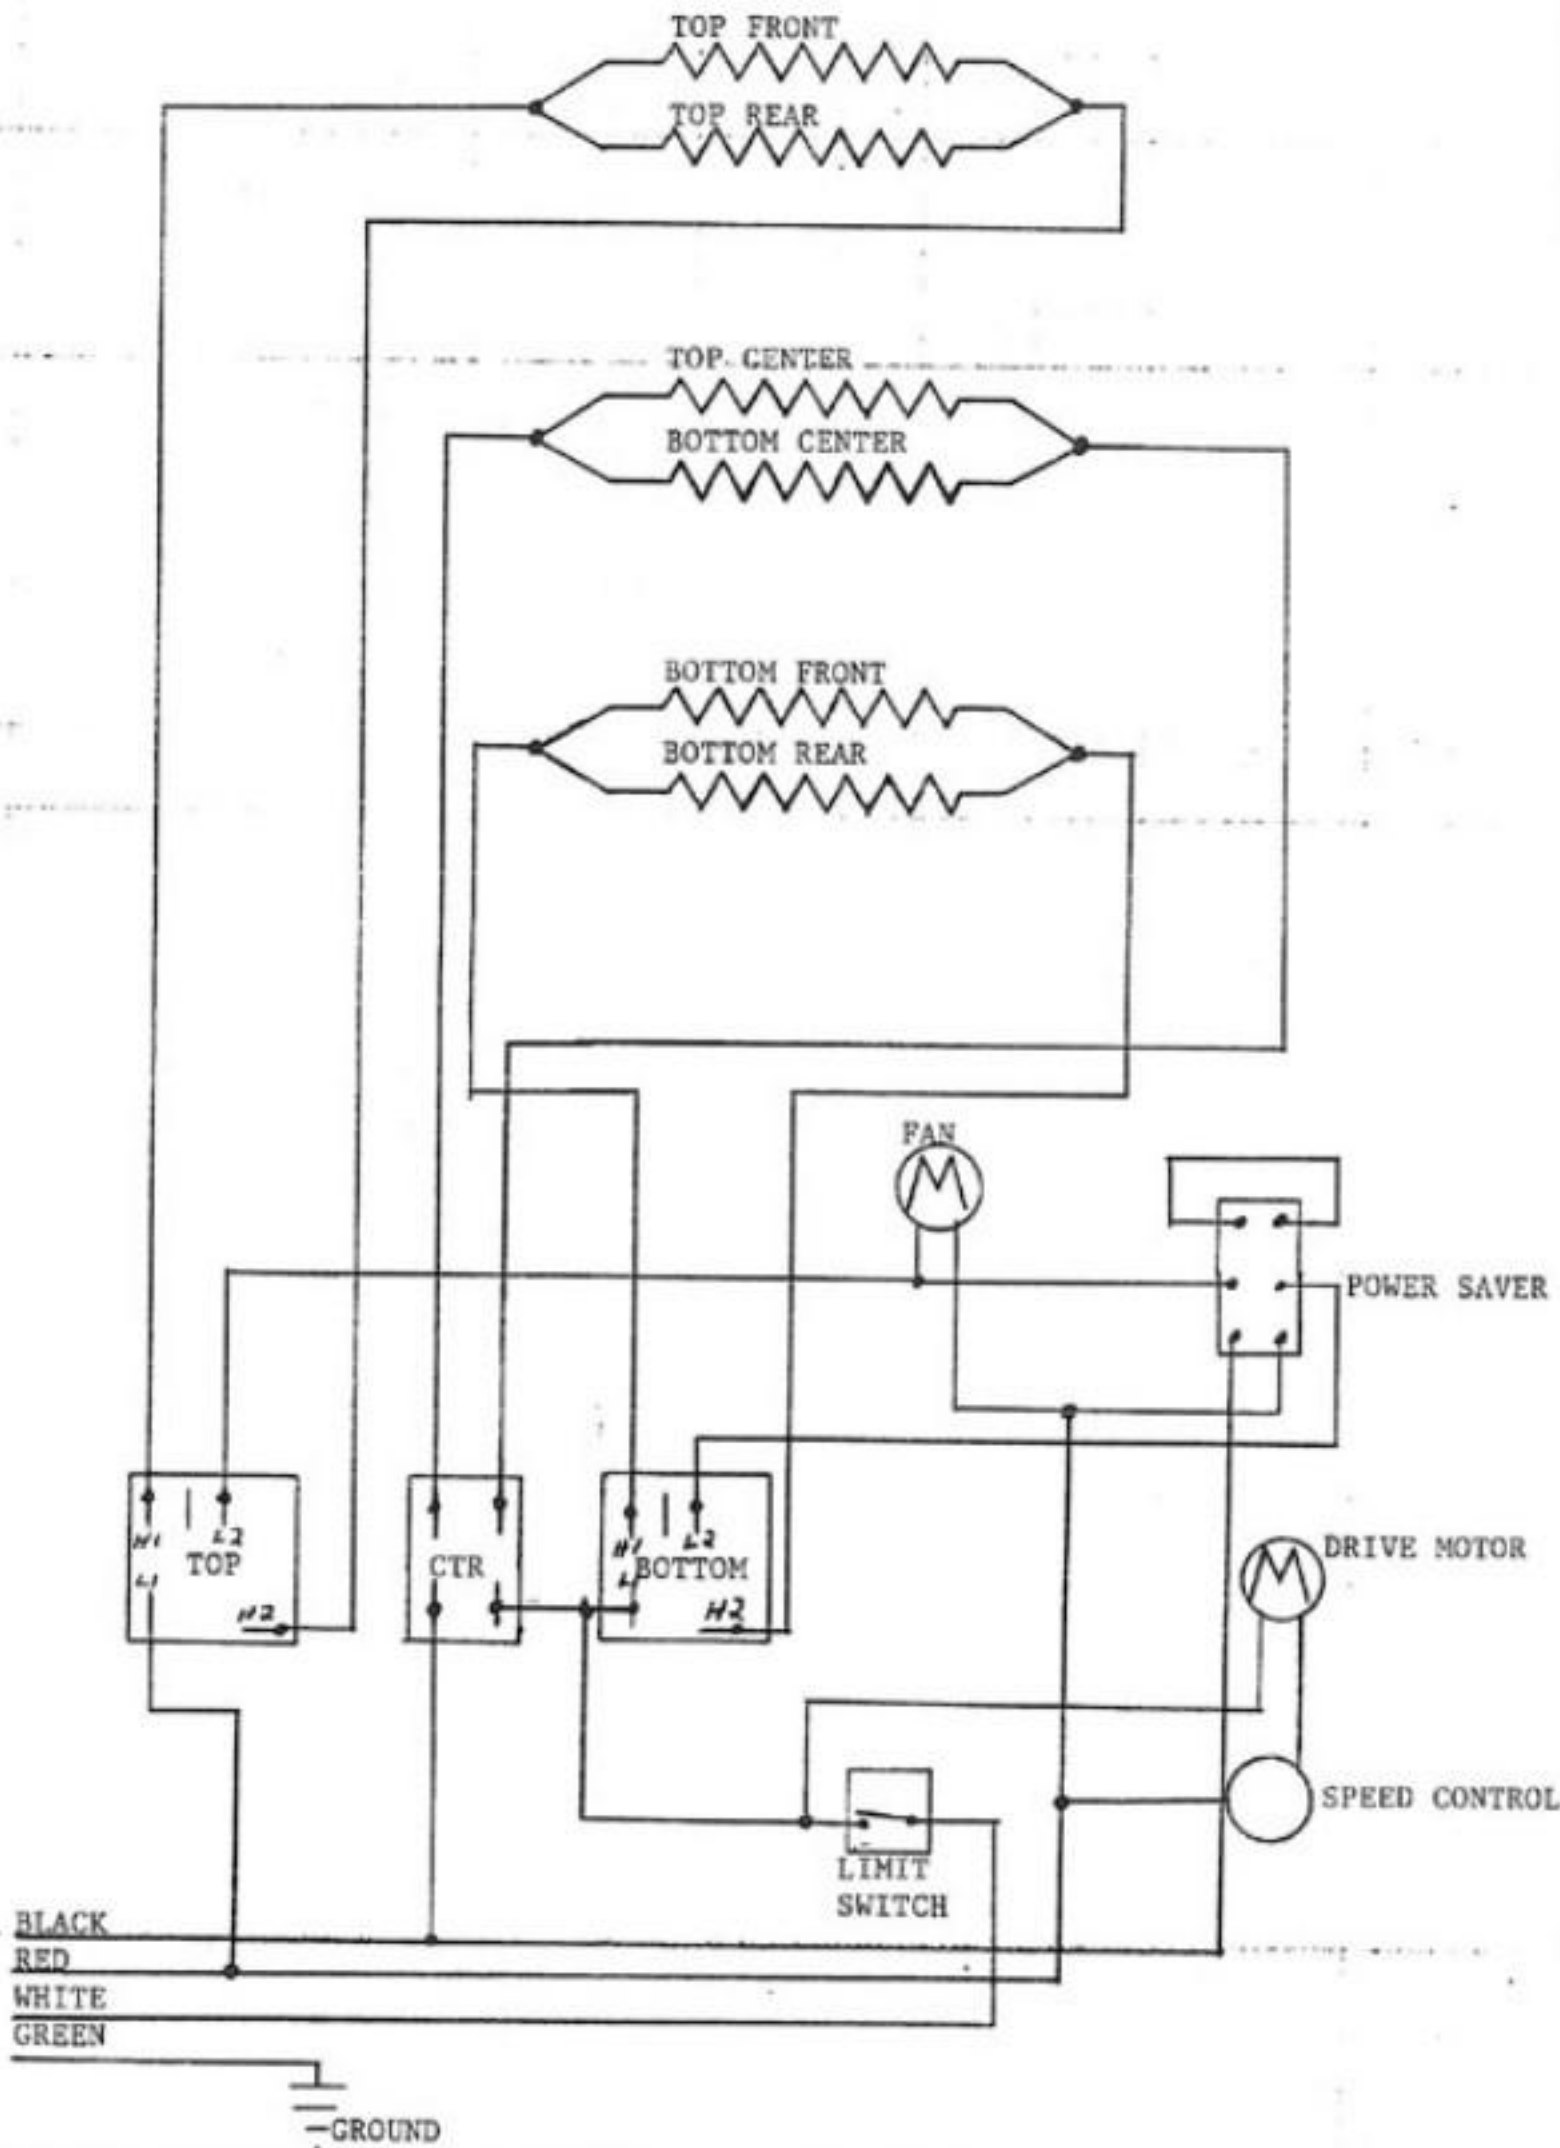 TOP FRONT
TOP REAR
TOP CENTER
BOTTOM CENTER
BOTTOM FRONT
BOTTOM REAR
FAN
POWER SAVER
H1
L2
TOP
L1
H2
CTR
H1
L2
BOTTOM
H2
DRIVE MOTOR
SPEED CONTROL
LIMIT
SWITCH
BLACK
RED
WHITE
GREEN
GROUND